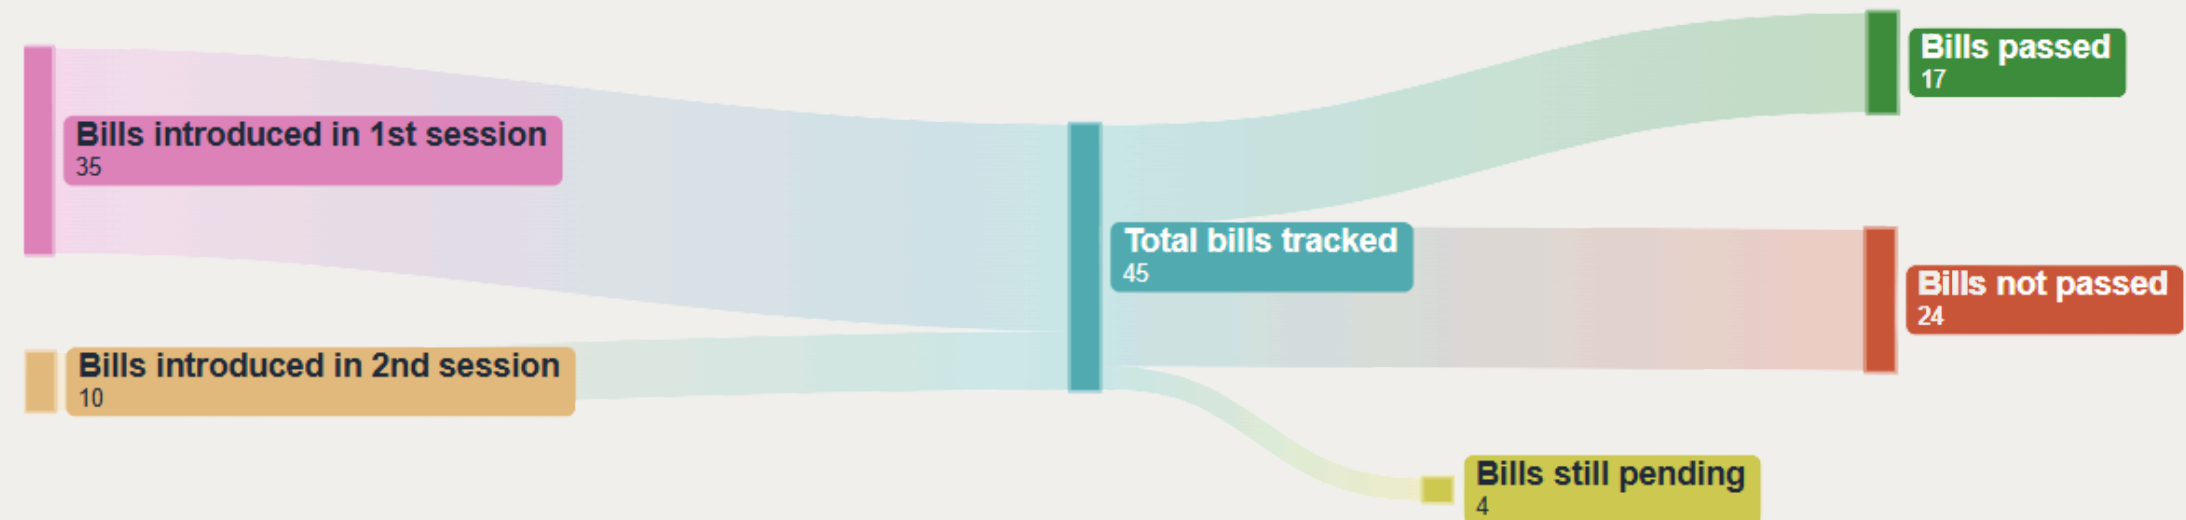 Bills passed
17
Bills introduced in 1st session
35
Total bills tracked
45
Bills not passed
24
Bills introduced in 2nd session
10
Bills still pending
4